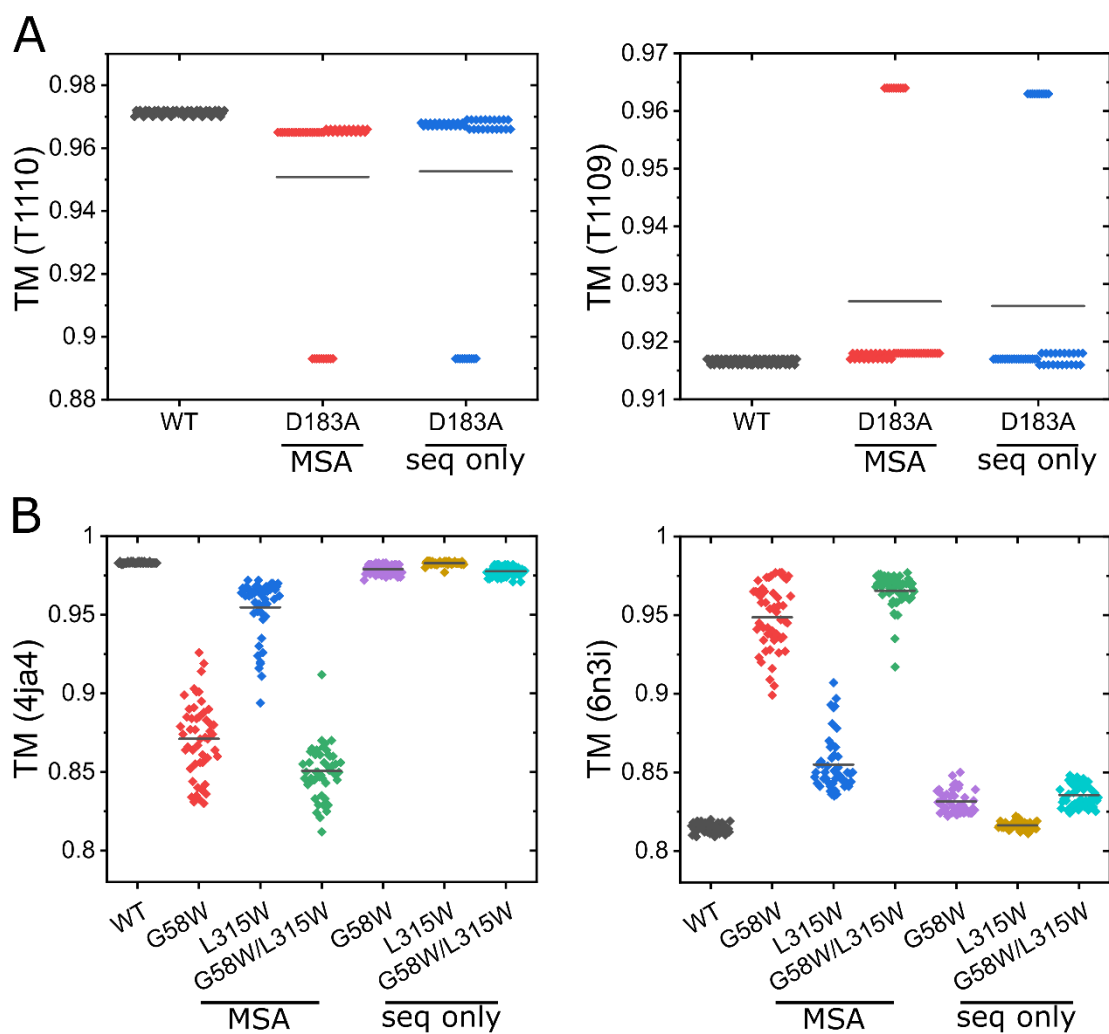 A
TM (T1110)
0.98
0.96
0.94
0.92
0.9
0.88
WT
D183A
D183A
MSA
seq only
TM (T1109)
0.97
0.96
0.95
0.94
0.93
0.92
0.91
WT
D183A
D183A
MSA
seq only
B
TM (4ja4)
1
0.95
0.9
0.85
0.8
WT
G58W
L315W
G58W/L315W
G58W
L315W
G58W/L315W
MSA
seq only
TM (6n3i)
1
0.95
0.9
0.85
0.8
WT
G58W
L315W
G58W/L315W
G58W
L315W
G58W/L315W
MSA
seq only